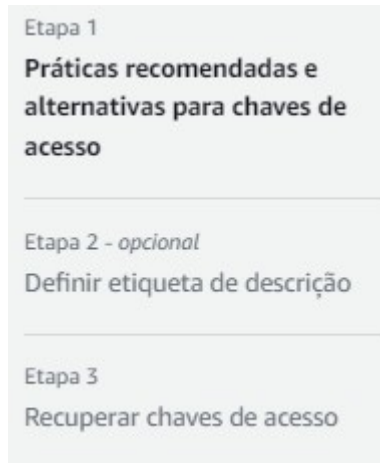 Etapa 1
Práticas recomendadas e
alternativas para chaves de
acesso
Etapa 2 - opcional
Definir etiqueta de descrição
Etapa 3
Recuperar chaves de acesso